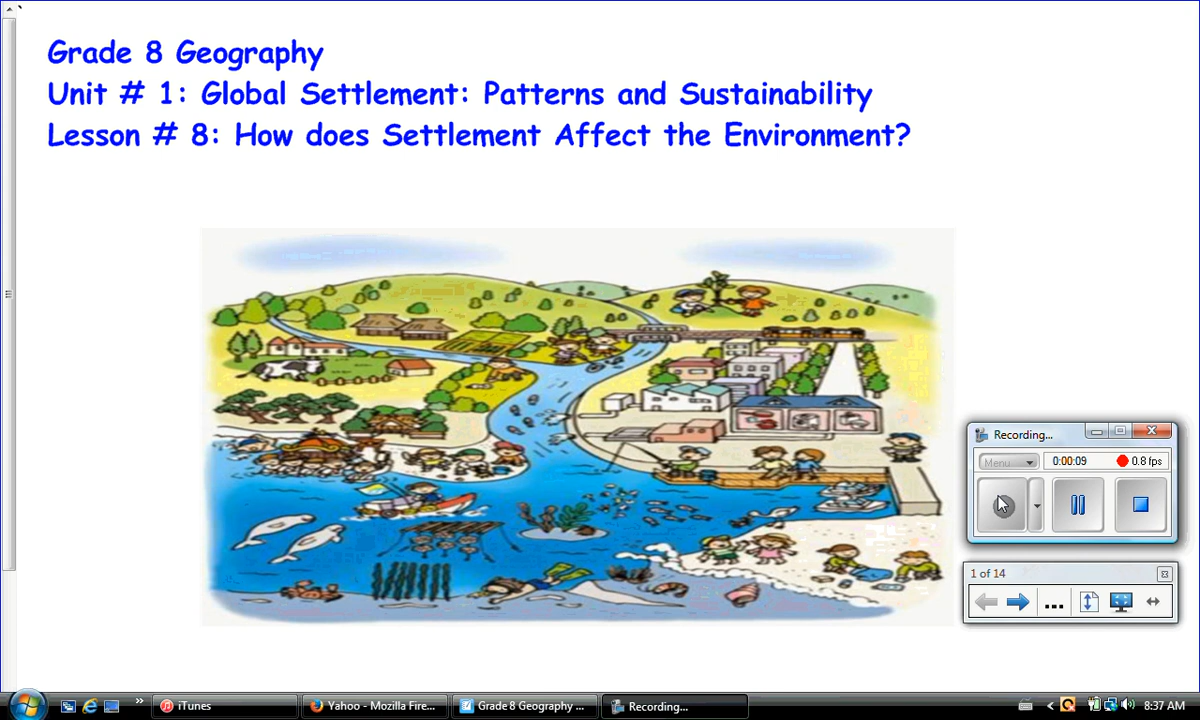 Grade 8 Geography
Unit # 1: Global Settlement: Patterns and Sustainability
Lesson # 8: How does Settlement Affect the Environment?
Recording...
Menu
0:00:09
0.8 fps
1 of 14
iTunes
Yahoo - Mozilla Fire...
Grade 8 Geography ...
Recording...
8:37 AM